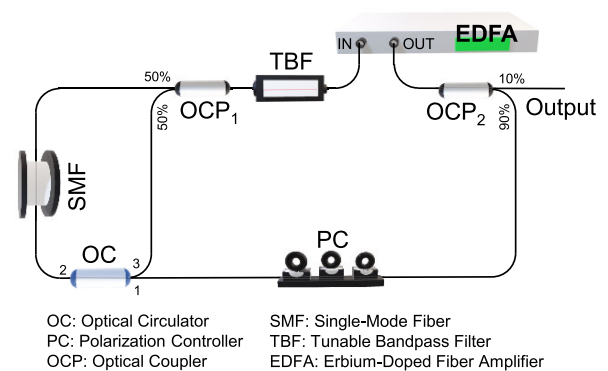 EDFA
IN
OUT
TBF
50%
10%
OCP1
50%
OCP2
90%
Output
SMF
OC
PC
2
3
1
OC: Optical Circulator
SMF: Single-Mode Fiber
PC: Polarization Controller
TBF: Tunable Bandpass Filter
OCP: Optical Coupler
EDFA: Erbium-Doped Fiber Amplifier